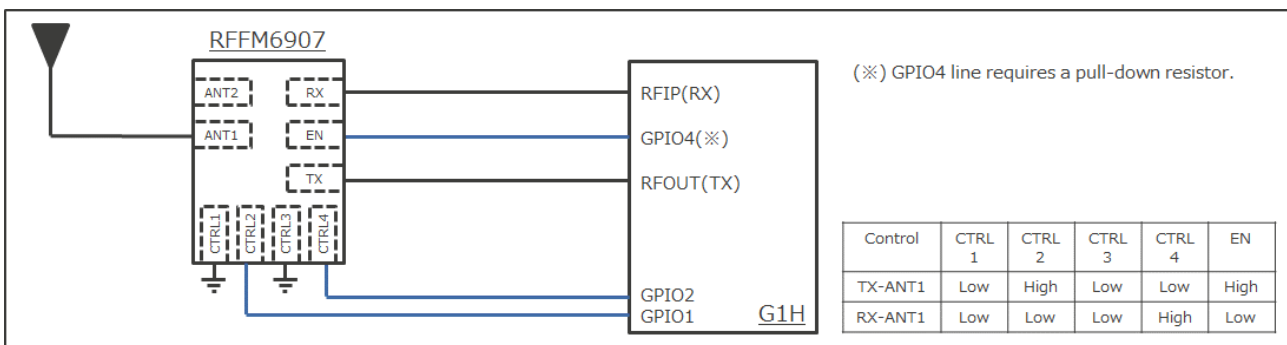 RFFM6907
ANT2
RX
ANT1
EN
TX
CTRL1
CTRL2
CTRL3
CTRL4
RFIP(RX)
GPIO4(※)
RFOUT(TX)
GPIO2
GPIO1
G1H
(※) GPIO4 line requires a pull-down resistor.
Control CTRL 1 CTRL 2 CTRL 3 CTRL 4 EN
TX-ANT1 Low High Low Low High
RX-ANT1 Low Low Low High Low